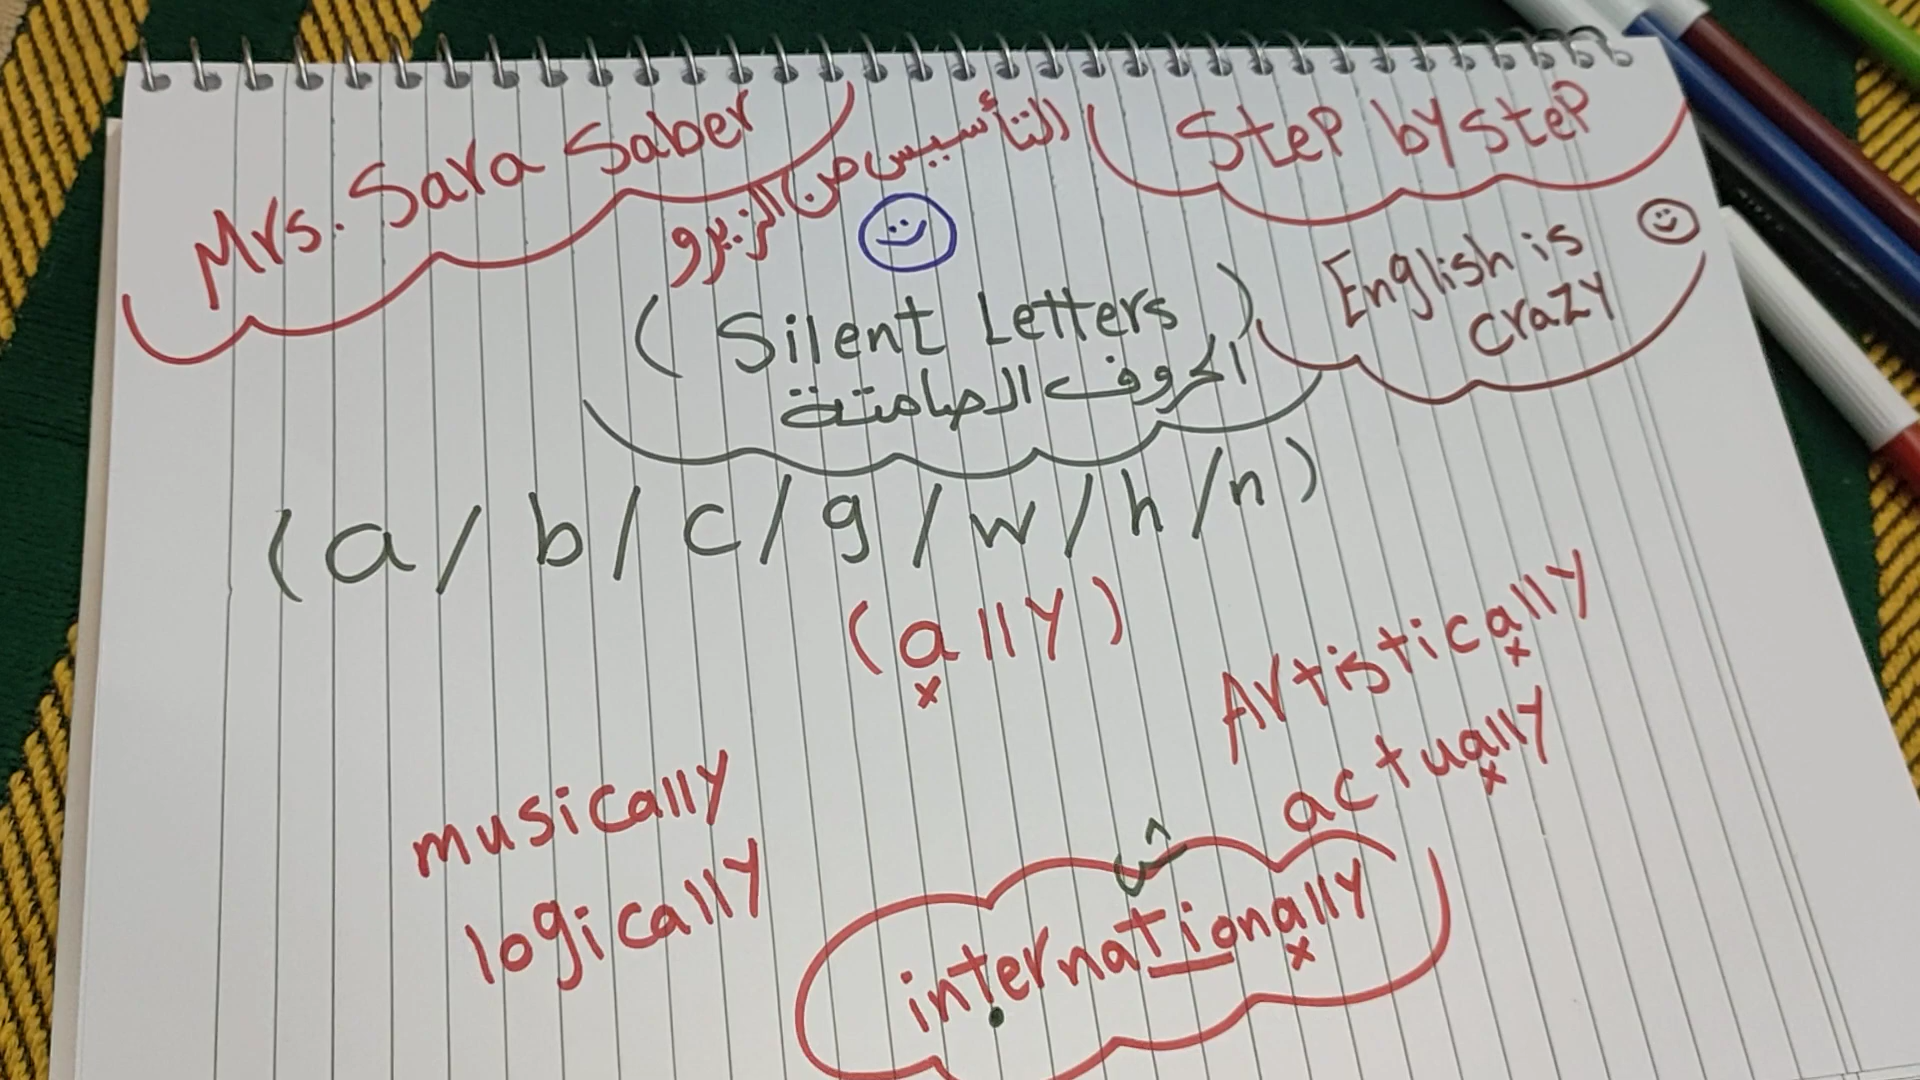 Mrs. Sara Saber
التأسيس من الزيرو
Step by step
English is
crazy
(Silent Letters)
الحروف الصامتة
(a/b/c/g/w/h/n)
(ally)
x
Artistically
x
actually
x
musically
logically
ش
internationally
x